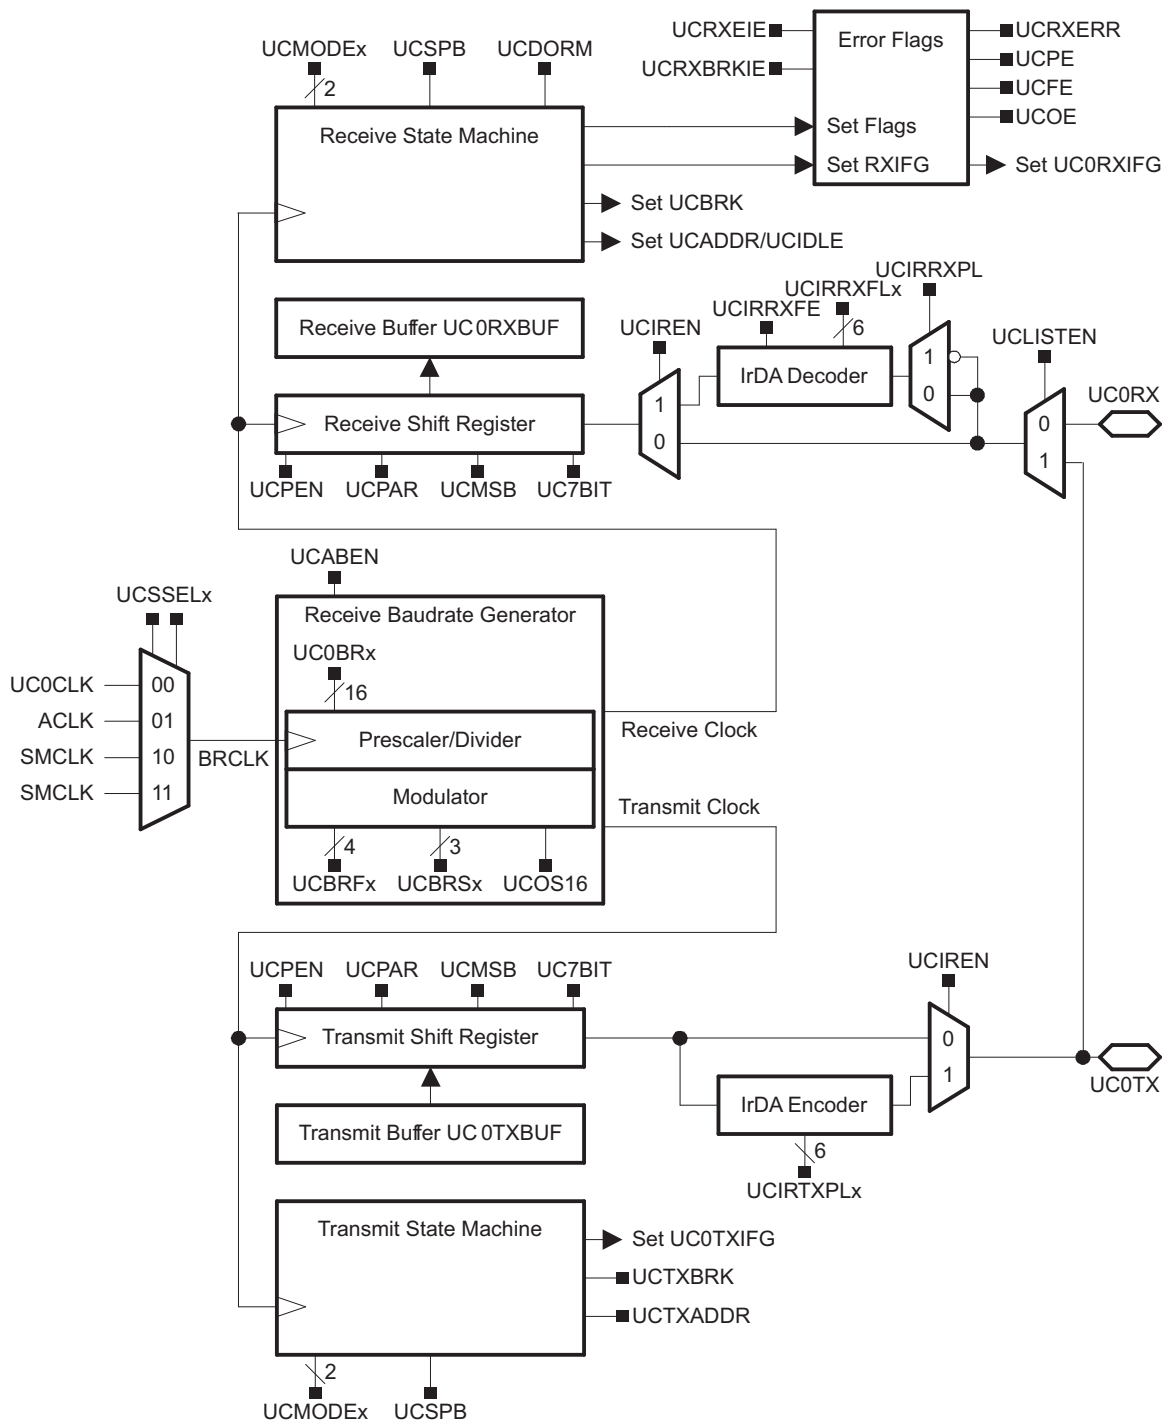 UCMODEx
UCSPB
UCDORM
2
Receive State Machine
UCRXEIE
UCRXBRKIE
Error Flags
UCRXERR
UCPE
UCFE
UCOE
Set Flags
Set RXIFG
Set UC0RXIFG
Set UCBRK
Set UCADDR/UCIDLE
Receive Buffer UC0RXBUF
Receive Shift Register
UCPEN
UCPAR
UCMSB
UC7BIT
UCIREN
1
0
UCIRRXFE
UCIRRXFLx
6
IrDA Decoder
UCIRRXPL
1
0
UCLISTEN
0
1
UC0RX
UCABEN
Receive Baudrate Generator
UC0BRx
16
Prescaler/Divider
Modulator
4
3
UCBRFx
UCBRSx
UCOS16
UCSSELx
UC0CLK
ACLK
SMCLK
SMCLK
00
01
10
11
BRCLK
Receive Clock
Transmit Clock
UCPEN
UCPAR
UCMSB
UC7BIT
Transmit Shift Register
Transmit Buffer UC0TXBUF
UCIREN
0
1
IrDA Encoder
6
UCIRTXPLx
UC0TX
Transmit State Machine
Set UC0TXIFG
UCTXBRK
UCTXADDR
2
UCMODEx
UCSPB